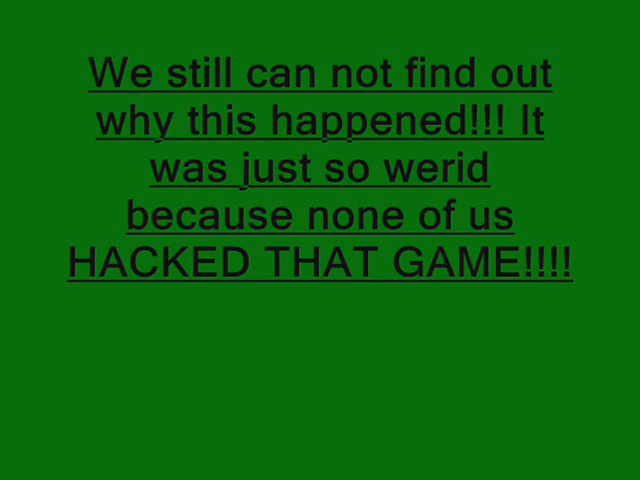 We still can not find out
why this happened!!! It
was just so werid
because none of us
HACKED THAT GAME!!!!